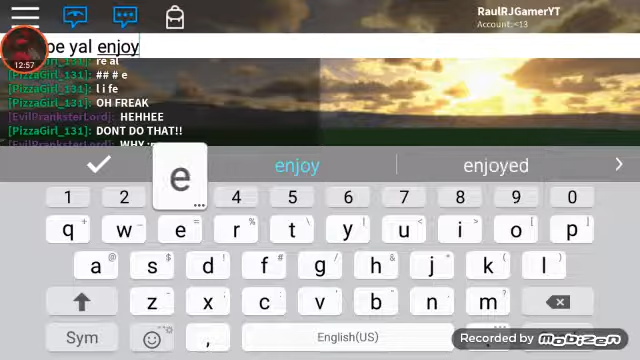 RaulRJGamerYT
Account: <13
pe yal enjoy
12:57
[PizzaGirl_131]: re al
[PizzaGirl_131]: ## # e
[PizzaGirl_131]: l i fe
[PizzaGirl_131]: OH FREAK
[EvilPranksterLord]: HEHHEE
[PizzaGirl_131]: DONT DO THAT!!
[EvilPranksterLord]: WHY
e enjoy enjoyed
1 2 4 5 6 7 8 9 0
q w e r t y u i o p
a s d f g h j k l
z x c v b n m
Sym , English(US)
Recorded by Mobizen